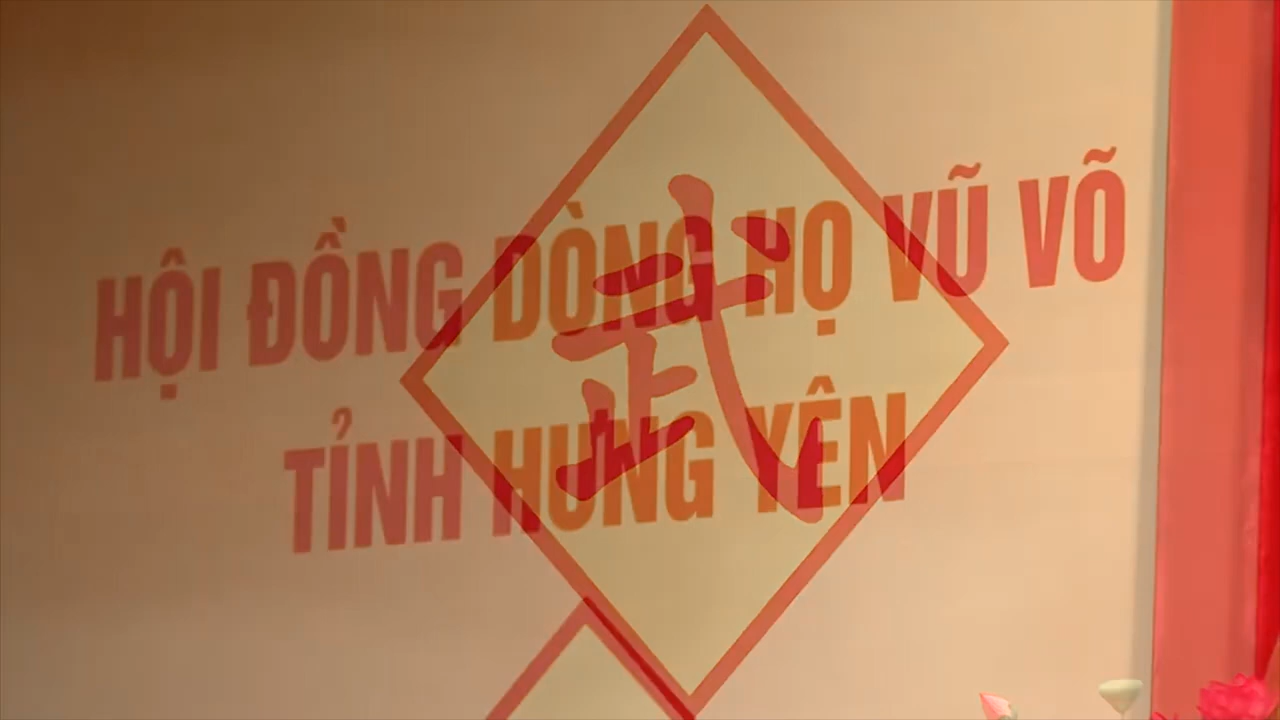 HỘI ĐỒNG DÒNG HỌ VŨ VÕ
TỈNH HƯNG YÊN
武